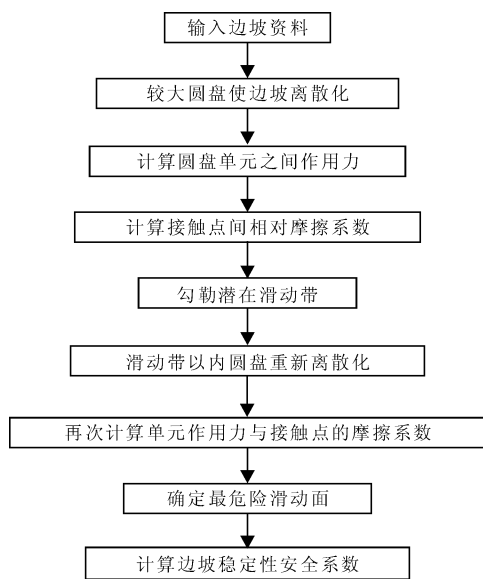 输入边坡资料
较大圆盘使边坡离散化
计算圆盘单元之间作用力
计算接触点间相对摩擦系数
勾勒潜在滑动带
滑动带以内圆盘重新离散化
再次计算单元作用力与接触点的摩擦系数
确定最危险滑动面
计算边坡稳定性安全系数